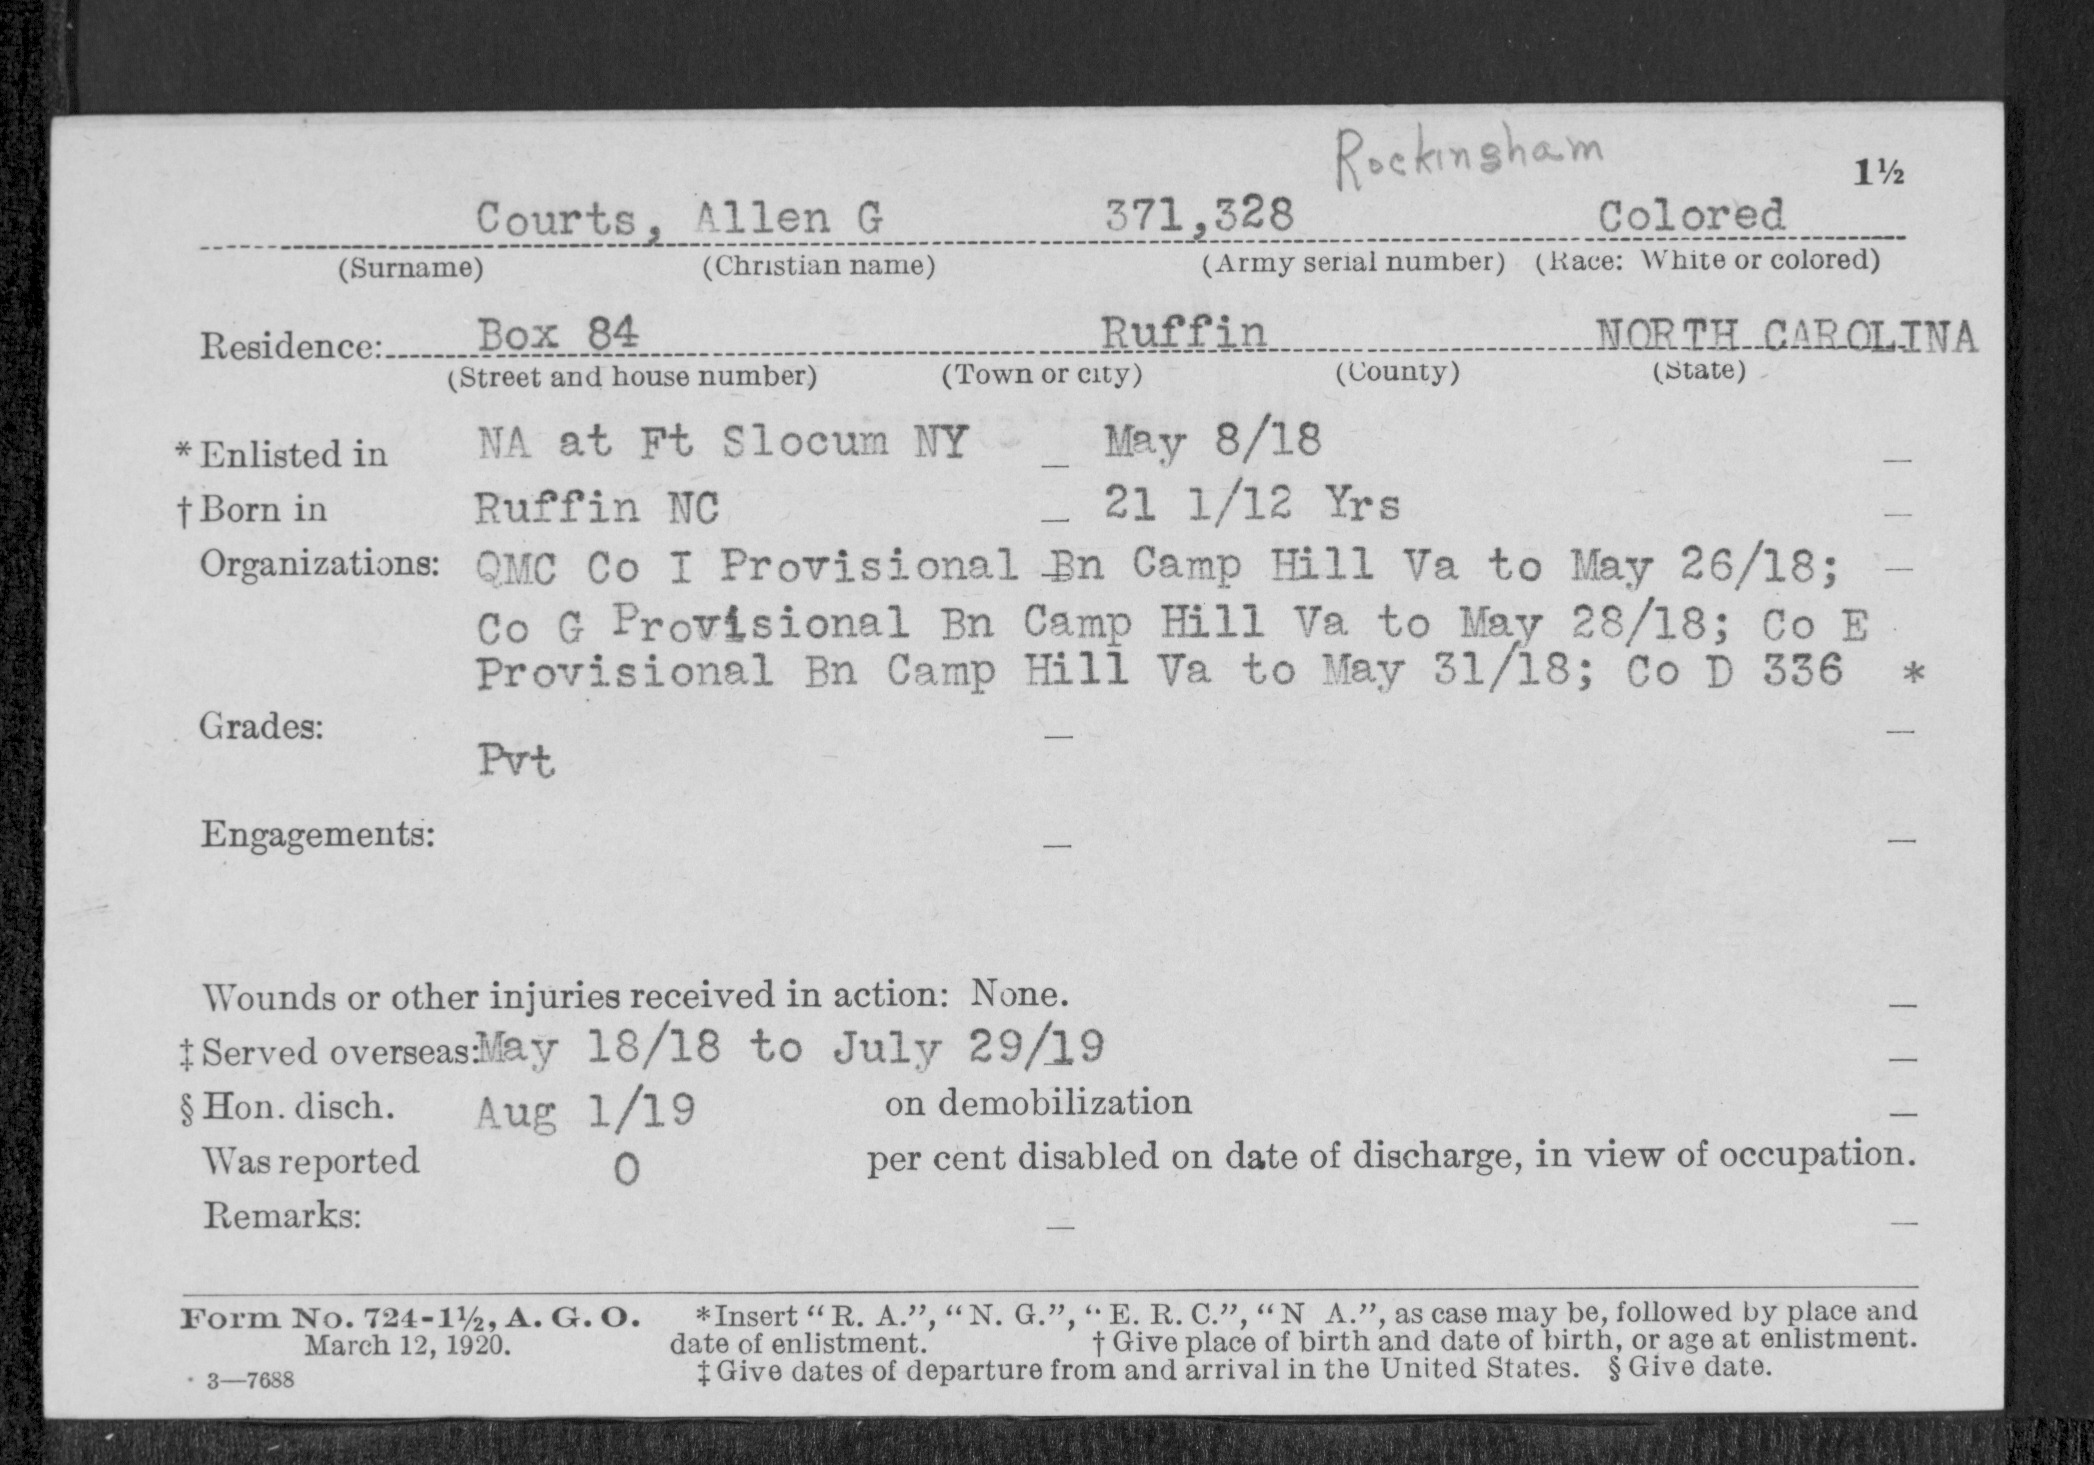 Rockingham
1½
Courts, Allen G 371,328 Colored
(Surname) (Christian name) (Army serial number) (Race: White or colored)
Residence: Box 84 Ruffin NORTH CAROLINA
(Street and house number) (Town or city) (County) (State)
*Enlisted in NA at Ft Slocum NY — May 8/18 —
†Born in Ruffin NC — 21 1/12 Yrs —
Organizations: QMC Co I Provisional Bn Camp Hill Va to May 26/18; —
Co G Provisional Bn Camp Hill Va to May 28/18; Co E
Provisional Bn Camp Hill Va to May 31/18; Co D 336 *
Grades: — —
Pvt
Engagements: — —
Wounds or other injuries received in action: None. —
‡Served overseas: May 18/18 to July 29/19 —
§Hon. disch. Aug 1/19 on demobilization —
Was reported 0 per cent disabled on date of discharge, in view of occupation.
Remarks: — —
Form No. 724-1½, A. G. O. *Insert "R. A.", "N. G.", "E. R. C.", "N A.", as case may be, followed by place and
March 12, 1920. date of enlistment. †Give place of birth and date of birth, or age at enlistment.
3—7688 ‡Give dates of departure from and arrival in the United States. §Give date.